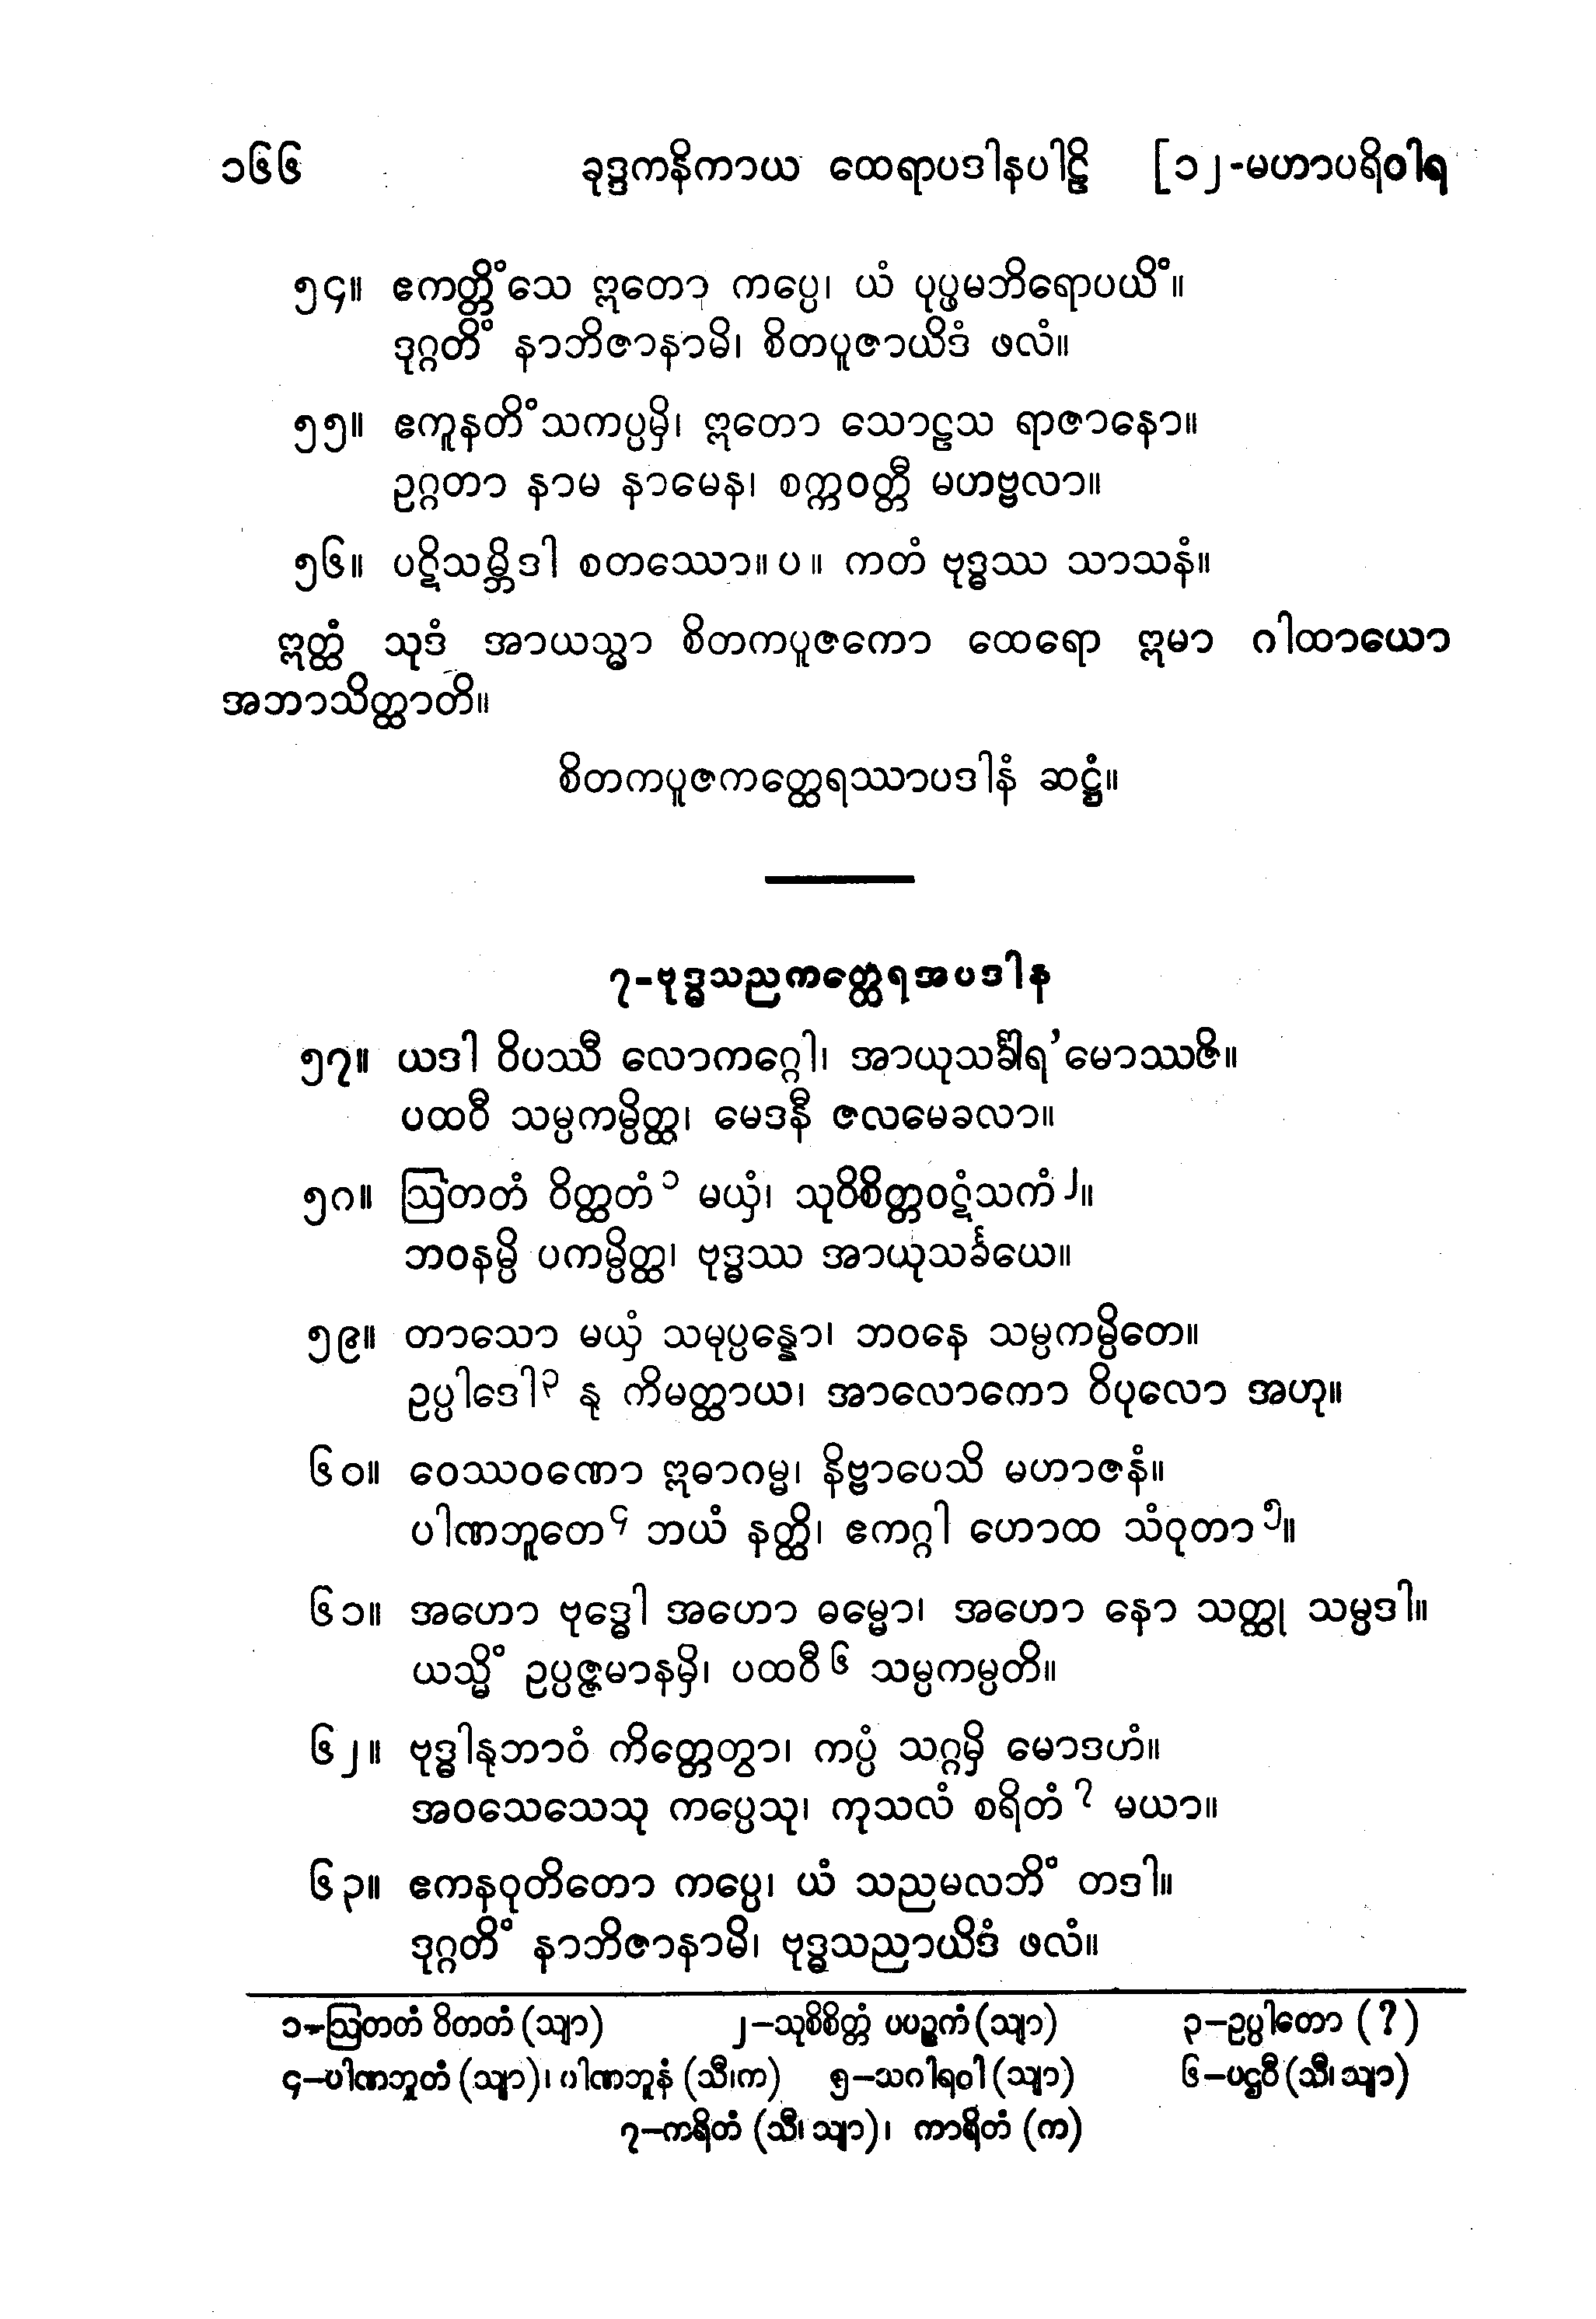 ၁၆၆ ခုဒ္ဒကနိကာယ ထေရာပဒါနပါဠိ [၁၂-မဟာပရိဝါရ
၅၄။ ဧကတ္တိံသေ ဣတော ကပ္ပေ၊ ယံ ပုပ္ဖမဘိရောပယိံ။
ဒုဂ္ဂတိံ နာဘိဇာနာမိ၊ စိတပူဇာယိဒံ ဖလံ။
၅၅။ ဧကူနတိံသကပ္ပမှိ၊ ဣတော သောဠသ ရာဇာနော။
ဥဂ္ဂတာ နာမ နာမေန၊ စက္ကဝတ္တီ မဟဗ္ဗလာ။
၅၆။ ပဋိသမ္ဘိဒါ စတဿော။ ပ ။ ကတံ ဗုဒ္ဓဿ သာသနံ။
ဣတ္ထံ သုဒံ အာယသ္မာ စိတကပူဇကော ထေရော ဣမာ ဂါထာယော
အဘာသိတ္ထာတိ။
စိတကပူဇကတ္ထေရဿာပဒါနံ ဆဋ္ဌံ။
၇-ဗုဒ္ဓသညကတ္ထေရအပဒါန
၅၇။ ယဒါ ဝိပဿီ လောကဂ္ဂေါ၊ အာယုသင်္ခါရ’မောဿဇိ။
ပထဝီ သမ္ပကမ္ပိတ္ထ၊ မေဒနီ ဇလမေခလာ။
၅၈။ ဩတတံ ဝိတ္ထတံ ၁ မယှံ၊ သုဝိစိတ္တဝဋံသကံ ၂။
ဘဝနမ္ပိ ပကမ္ပိတ္ထ၊ ဗုဒ္ဓဿ အာယုသင်္ခယေ။
၅၉။ တာသော မယှံ သမုပ္ပန္နော၊ ဘဝနေ သမ္ပကမ္ပိတေ။
ဥပ္ပါဒေါ ၃ နု ကိမတ္ထာယ၊ အာလောကော ဝိပုလော အဟု။
၆၀။ ဝေဿဝဏော ဣဓာဂမ္မ၊ နိဗ္ဗာပေသိ မဟာဇနံ။
ပါဏဘူတေ ၄ ဘယံ နတ္ထိ၊ ဧကဂ္ဂါ ဟောထ သံဝုတာ ၅။
၆၁။ အဟော ဗုဒ္ဓေါ အဟော ဓမ္မော၊ အဟော နော သတ္ထု သမ္ပဒါ။
ယသ္မိံ ဥပ္ပဇ္ဇမာနမှိ၊ ပထဝီ ၆ သမ္ပကမ္ပတိ။
၆၂။ ဗုဒ္ဓါနုဘာဝံ ကိတ္တေတွာ၊ ကပ္ပံ သဂ္ဂမှိ မောဒဟံ။
အဝသေသေသု ကပ္ပေသု၊ ကုသလံ စရိတံ ၇ မယာ။
၆၃။ ဧကနဝုတိတော ကပ္ပေ၊ ယံ သညမလဘိံ တဒါ။
ဒုဂ္ဂတိံ နာဘိဇာနာမိ၊ ဗုဒ္ဓသညာယိဒံ ဖလံ။
၁–ဩတတံ ဝိတတံ (သျာ) ၂–သုစိစိတ္တံ ပပဉ္စကံ (သျာ) ၃–ဥပ္ပါတော (?)
၄–ပါဏဘူတံ (သျာ)၊ ပါဏဘူနံ (သီ၊က) ၅–သဂါရဝါ (သျာ) ၆–ပဌဝီ (သီ၊ သျာ)
၇–ကရိတံ (သီ၊ သျာ)၊ ကာရိတံ (က)